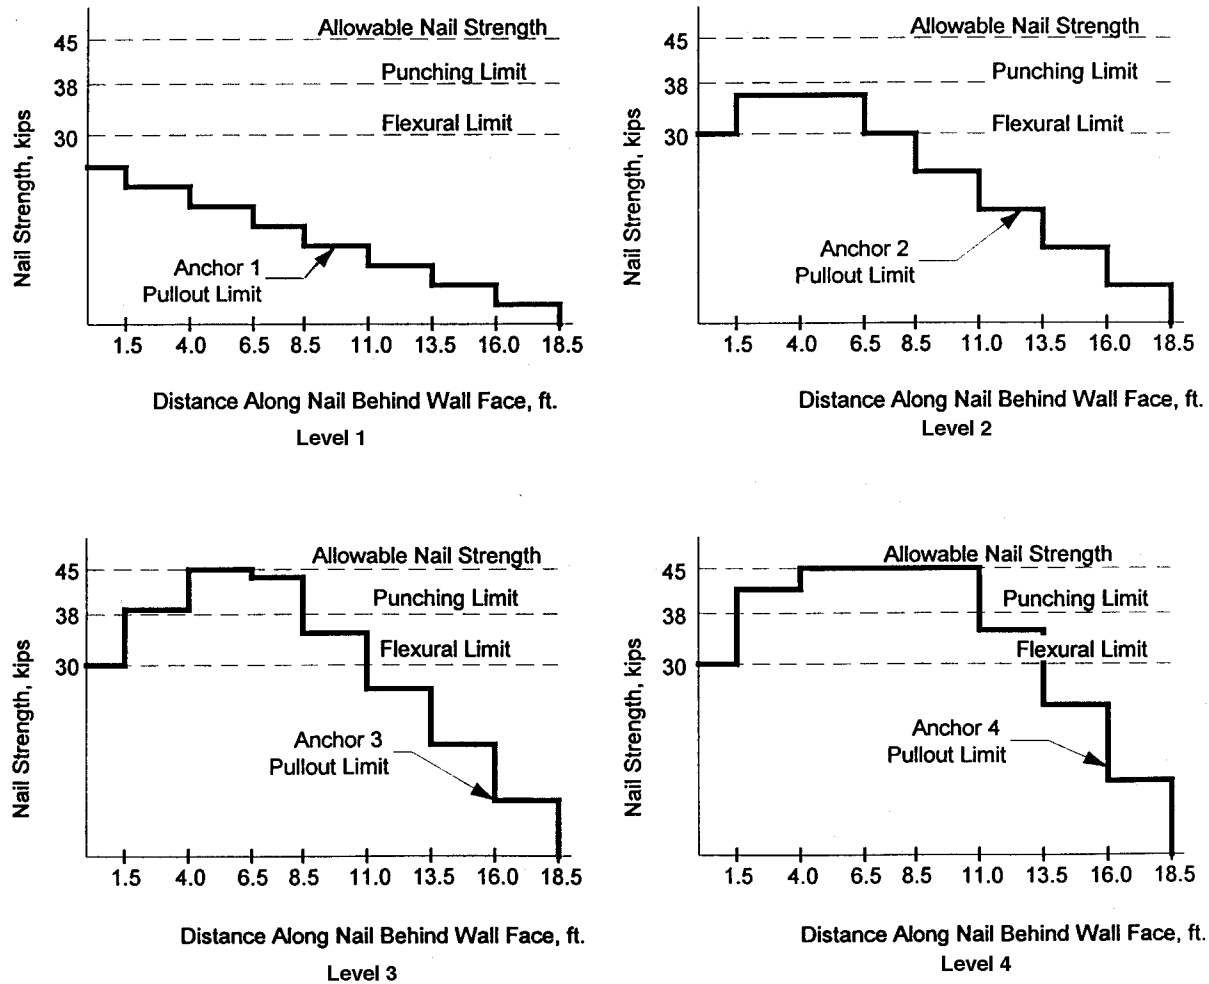 Allowable Nail Strength
45
Punching Limit
38
Flexural Limit
30
Nail Strength, kips
Anchor 1
Pullout Limit
1.5 4.0 6.5 8.5 11.0 13.5 16.0 18.5
Distance Along Nail Behind Wall Face, ft.
Level 1
Allowable Nail Strength
45
Punching Limit
38
Flexural Limit
30
Nail Strength, kips
Anchor 2
Pullout Limit
1.5 4.0 6.5 8.5 11.0 13.5 16.0 18.5
Distance Along Nail Behind Wall Face, ft.
Level 2
Allowable Nail Strength
45
Punching Limit
38
Flexural Limit
30
Nail Strength, kips
Anchor 3
Pullout Limit
1.5 4.0 6.5 8.5 11.0 13.5 16.0 18.5
Distance Along Nail Behind Wall Face, ft.
Level 3
Allowable Nail Strength
45
Punching Limit
38
Flexural Limit
30
Nail Strength, kips
Anchor 4
Pullout Limit
1.5 4.0 6.5 8.5 11.0 13.5 16.0 18.5
Distance Along Nail Behind Wall Face, ft.
Level 4